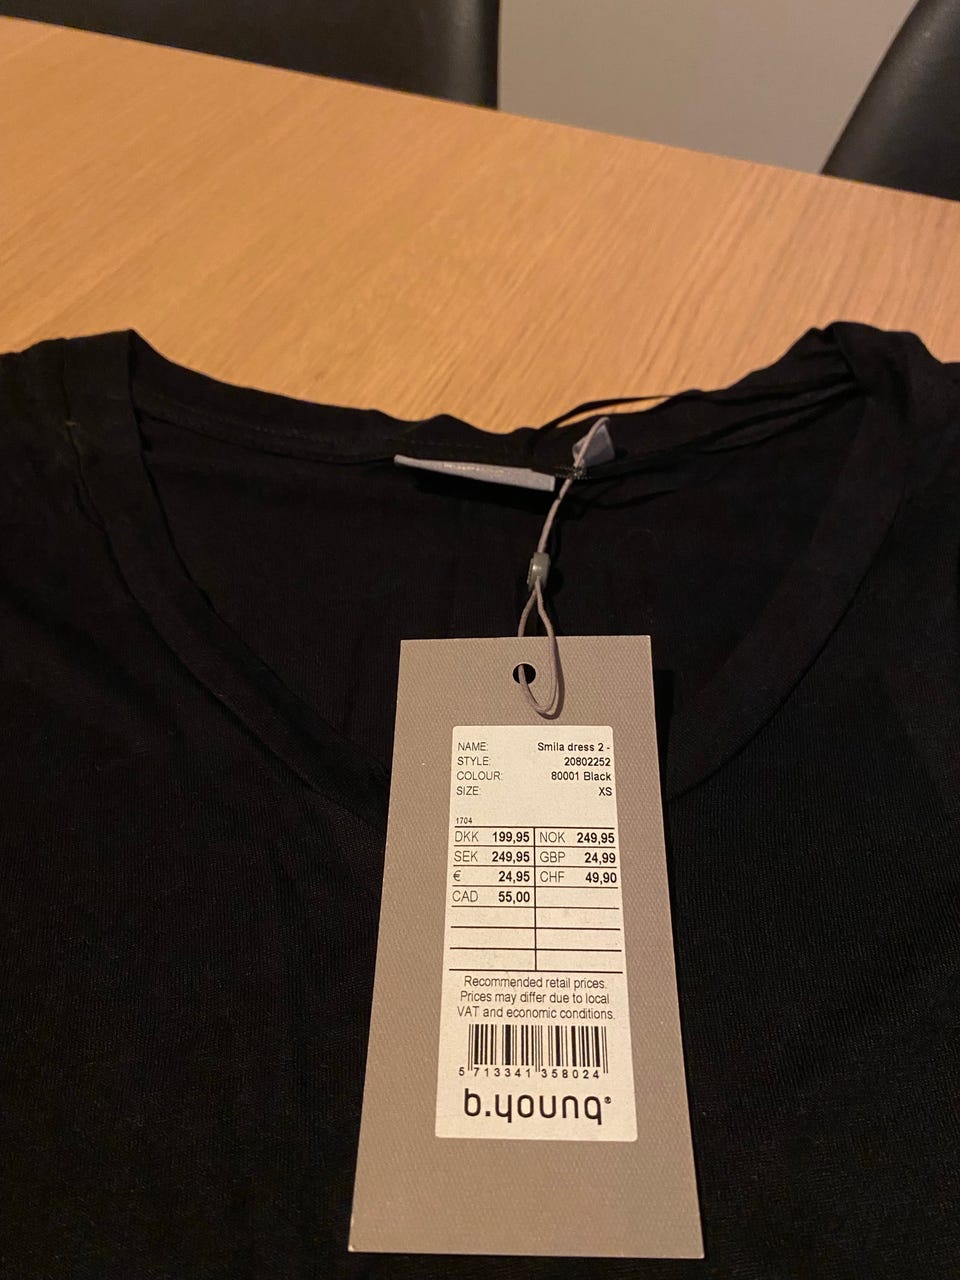 NAME: Smila dress 2 -
STYLE: 20802252
COLOUR: 80001 Black
SIZE: XS
1704
DKK 199,95 NOK 249,95
SEK 249,95 GBP 24,99
€ 24,95 CHF 49,90
CAD 55,00
Recommended retail prices.
Prices may differ due to local
VAT and economic conditions.
5 713341 358024
b.young®